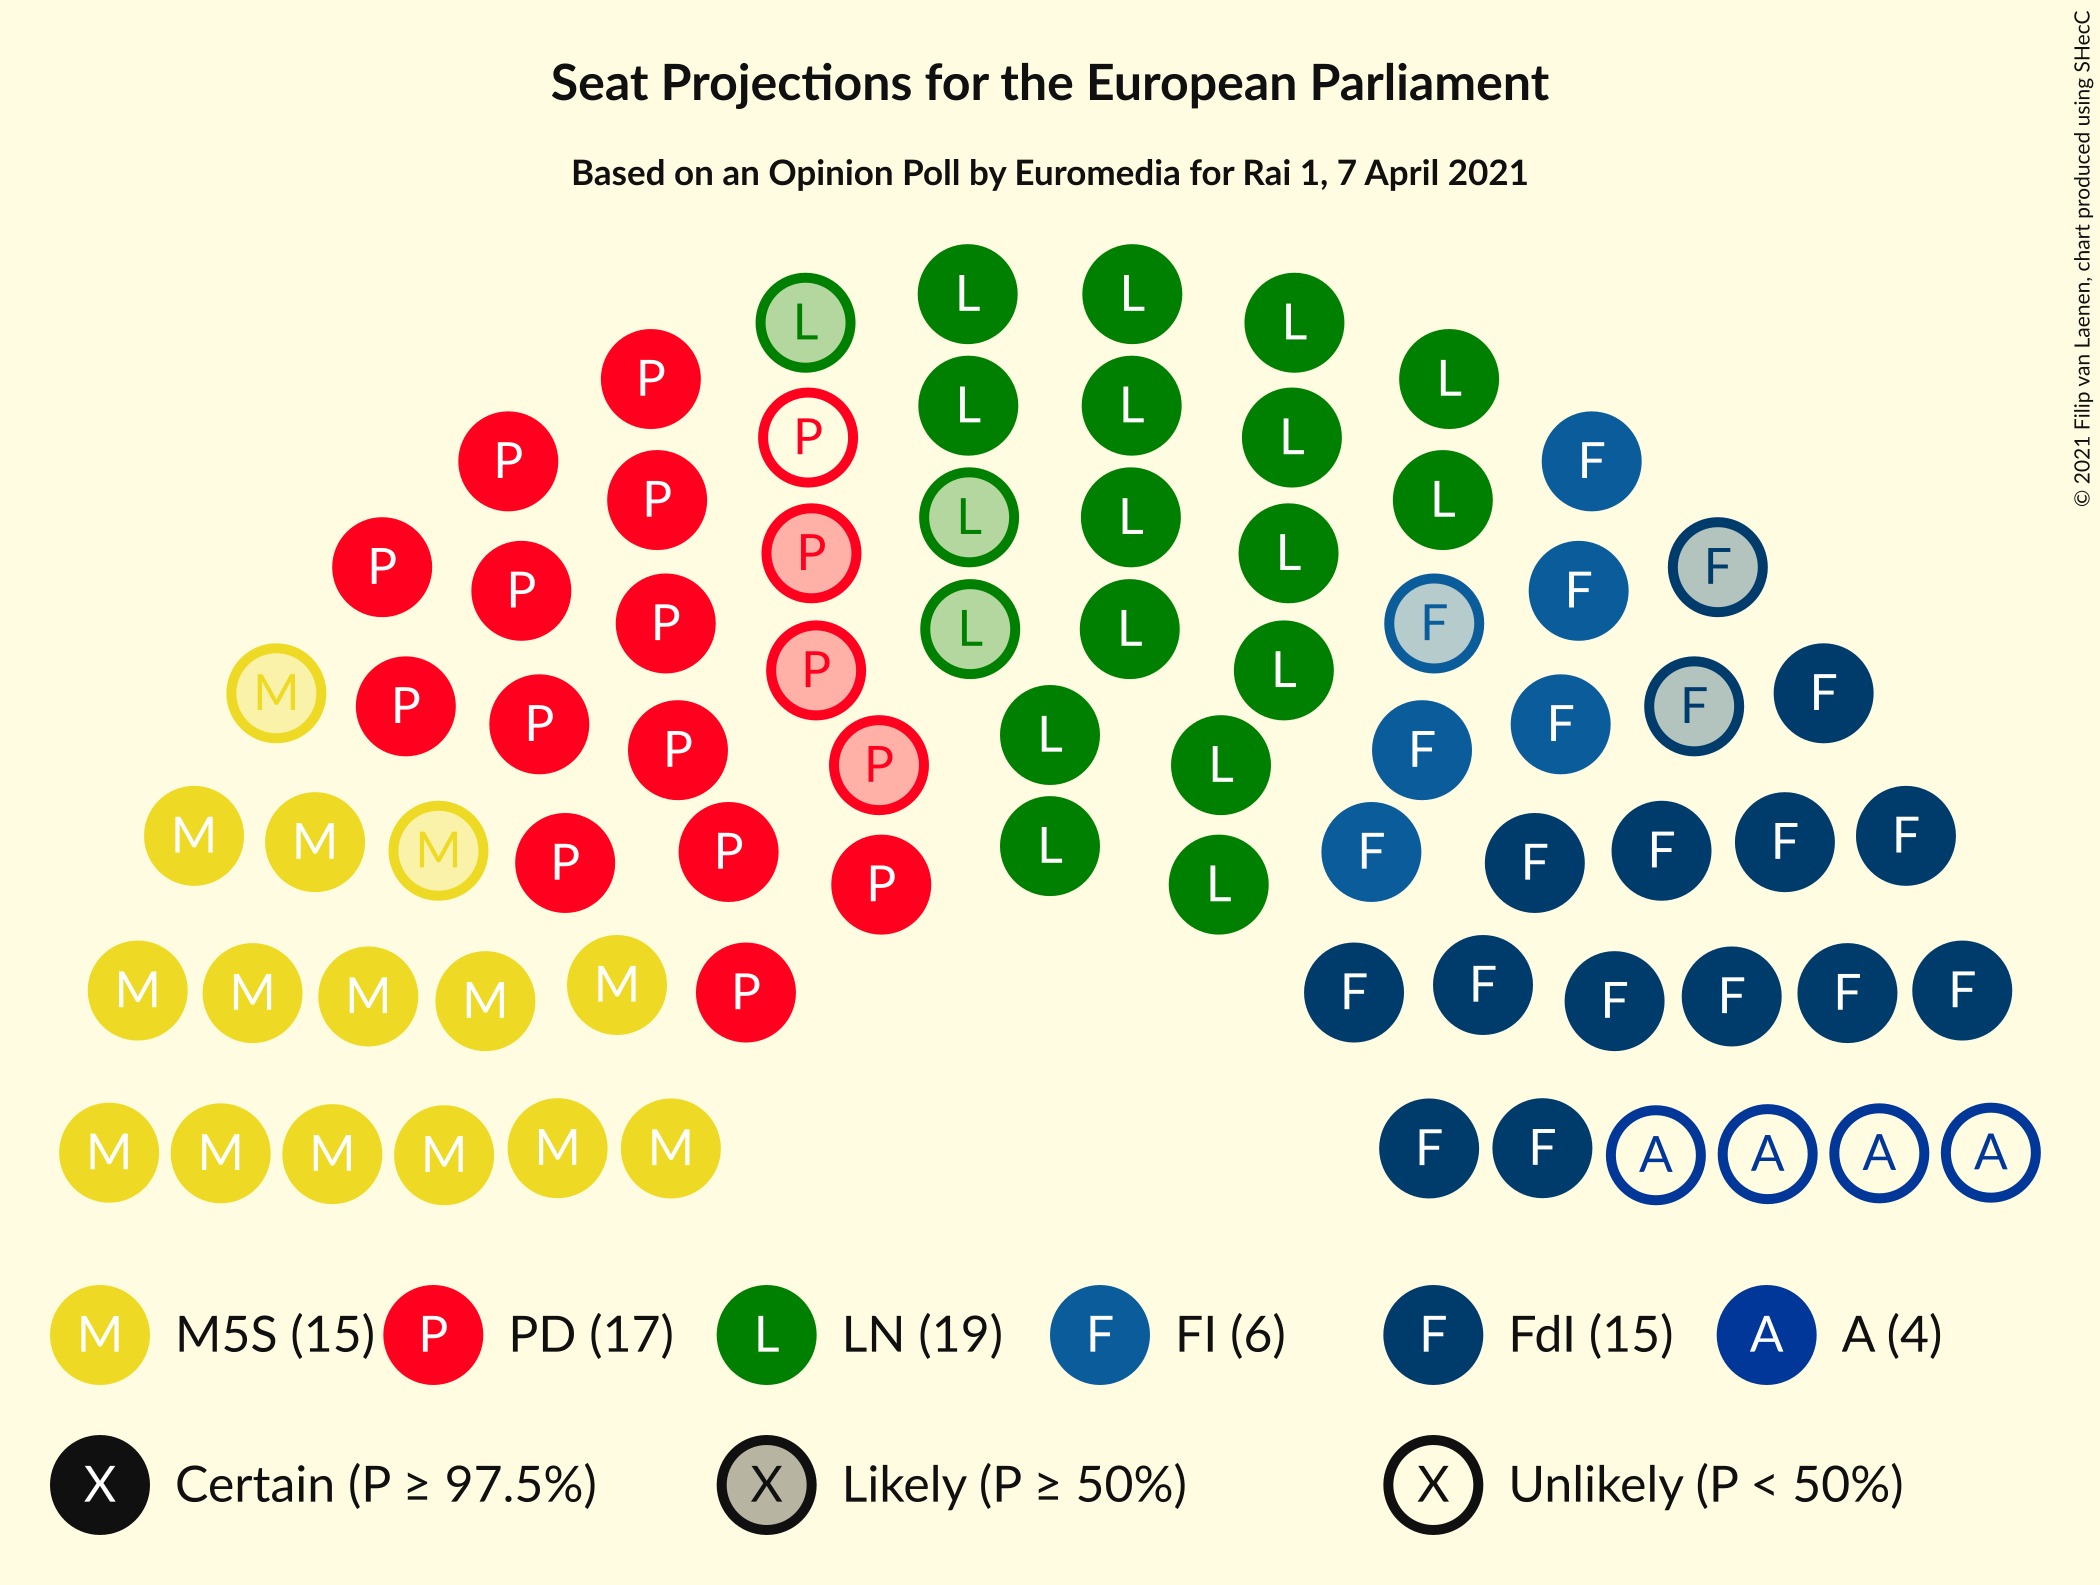 Seat Projections for the European Parliament
Based on an Opinion Poll by Euromedia for Rai 1, 7 April 2021
© 2021 Filip van Laenen, chart produced using SHecC
L L L L L
P L L L L L
P P P L L L L F
P P P P L L L F F F
M P P P P L L L F F F F
M M M P P P L L F F F F F
M M M M M P F F F F F F
M M M M M M F F A A A A
M M5S (15) P PD (17) L LN (19) F FI (6) F FdI (15) A A (4)
X Certain (P ≥ 97.5%) X Likely (P ≥ 50%) X Unlikely (P < 50%)